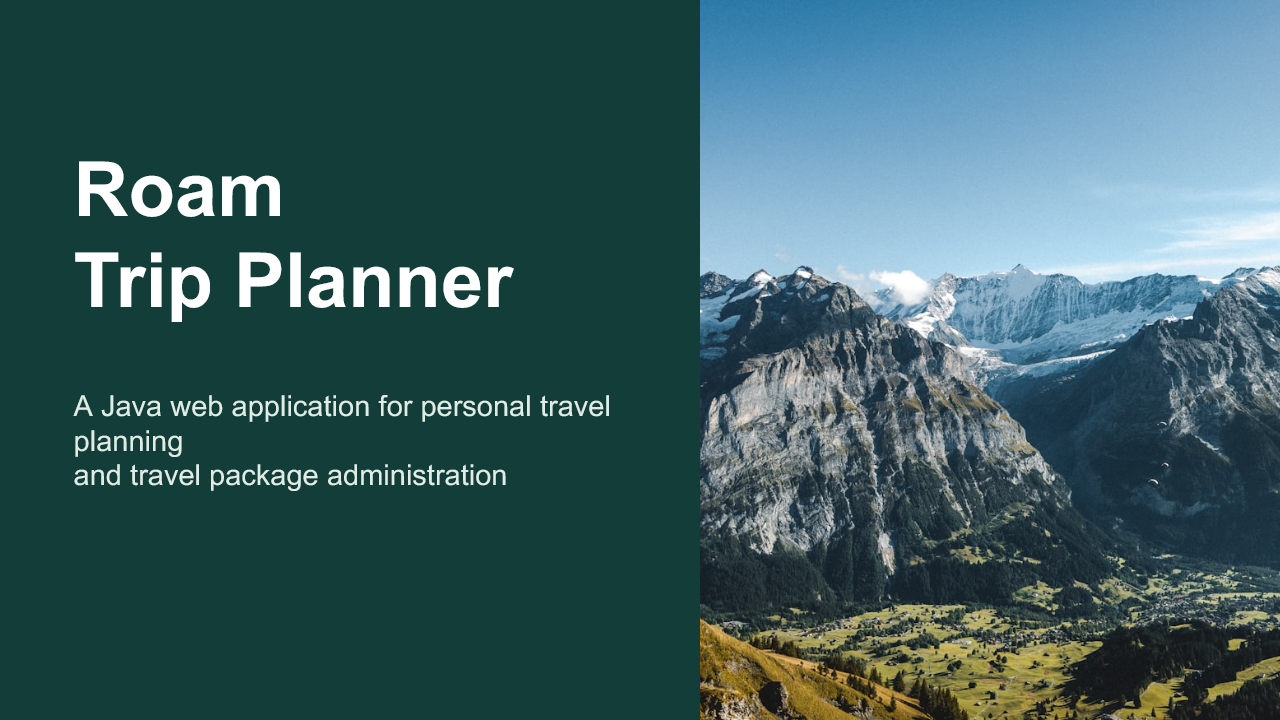 Roam
Trip Planner
A Java web application for personal travel
planning
and travel package administration